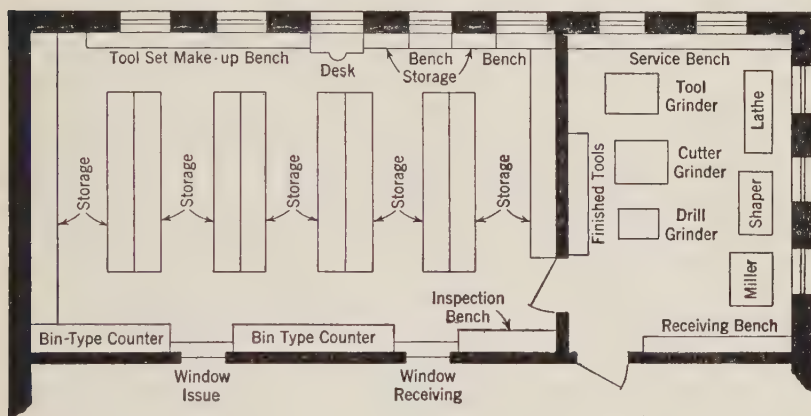 Tool Set Make-up Bench
Desk
Bench
Storage
Bench
Service Bench
Tool
Grinder
Lathe
Cutter
Grinder
Finished Tools
Shaper
Drill
Grinder
Miller
Storage
Storage
Storage
Storage
Storage
Inspection
Bench
Bin-Type Counter
Bin Type Counter
Receiving Bench
Window
Issue
Window
Receiving